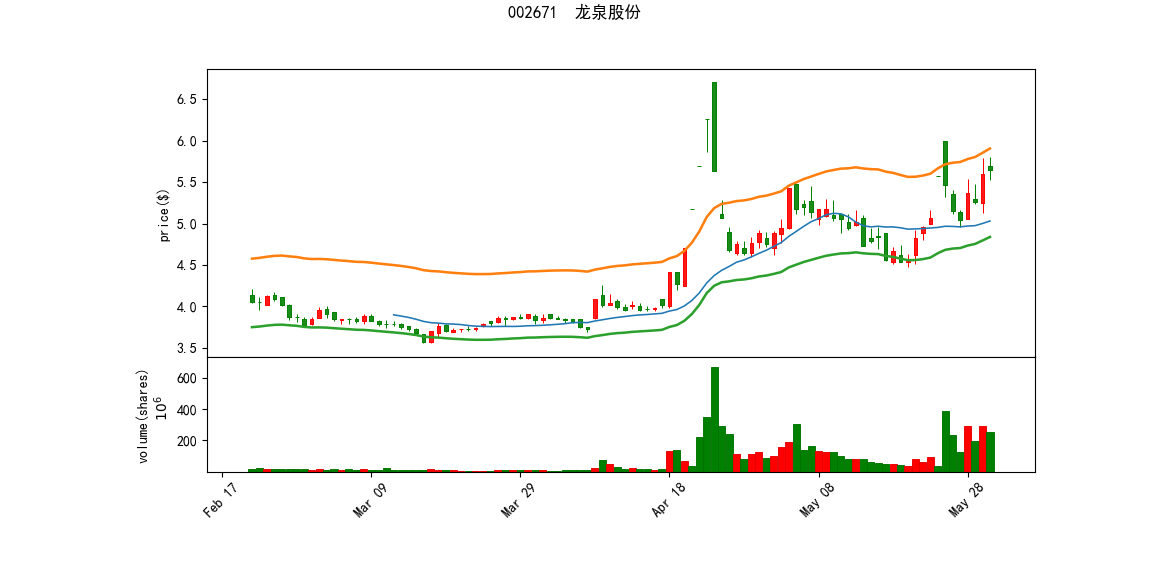 002671  龙泉股份
price($)
6.5
6.0
5.5
5.0
4.5
4.0
3.5
volume(shares)
10^6
600
400
200
Feb 17
Mar 09
Mar 29
Apr 18
May 08
May 28